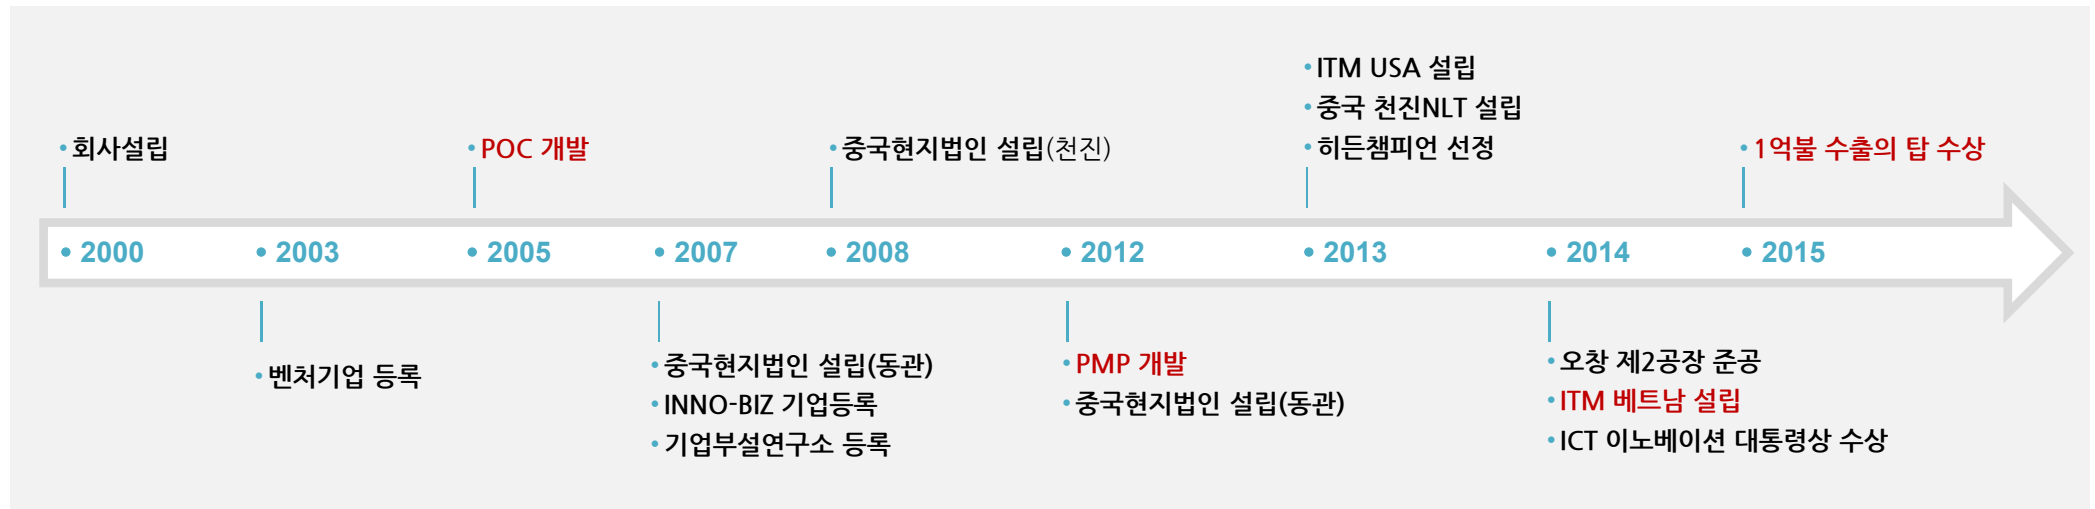 • ITM USA 설립
• 중국 천진NLT 설립
• 회사설립
• POC 개발
• 중국현지법인 설립(천진)
• 히든챔피언 선정
• 1억불 수출의 탑 수상
• 2000 • 2003 • 2005 • 2007 • 2008 • 2012 • 2013 • 2014 • 2015
• 벤처기업 등록
• 중국현지법인 설립(동관)
• INNO-BIZ 기업등록
• 기업부설연구소 등록
• PMP 개발
• 중국현지법인 설립(동관)
• 오창 제2공장 준공
• ITM 베트남 설립
• ICT 이노베이션 대통령상 수상